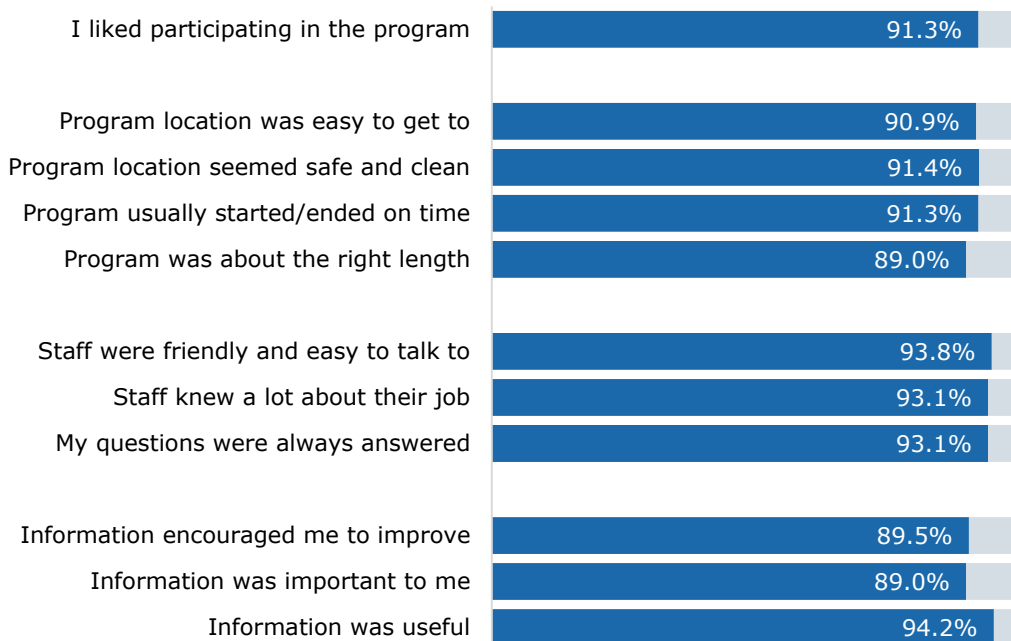 I liked participating in the program 91.3%
Program location was easy to get to 90.9%
Program location seemed safe and clean 91.4%
Program usually started/ended on time 91.3%
Program was about the right length 89.0%
Staff were friendly and easy to talk to 93.8%
Staff knew a lot about their job 93.1%
My questions were always answered 93.1%
Information encouraged me to improve 89.5%
Information was important to me 89.0%
Information was useful 94.2%